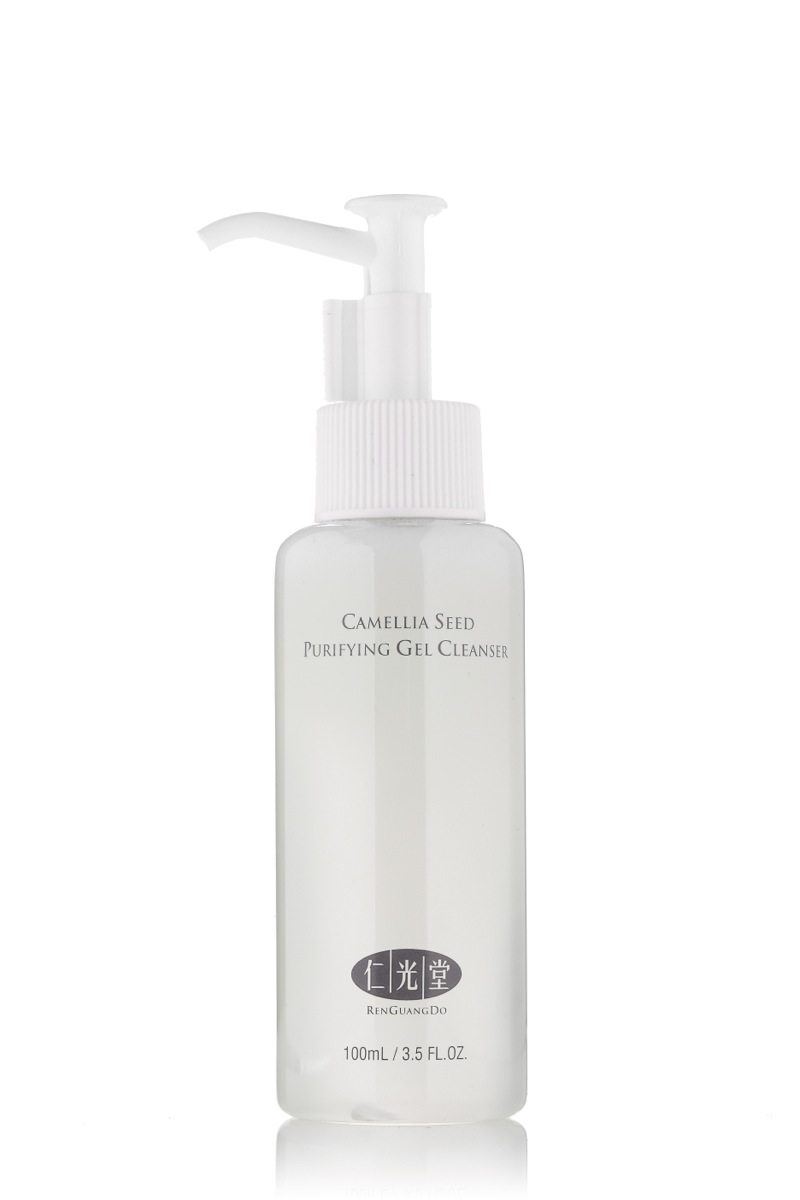 CAMELLIA SEED
PURIFYING GEL CLEANSER
仁光堂
RENGUANGDO
100mL / 3.5 FL.OZ.